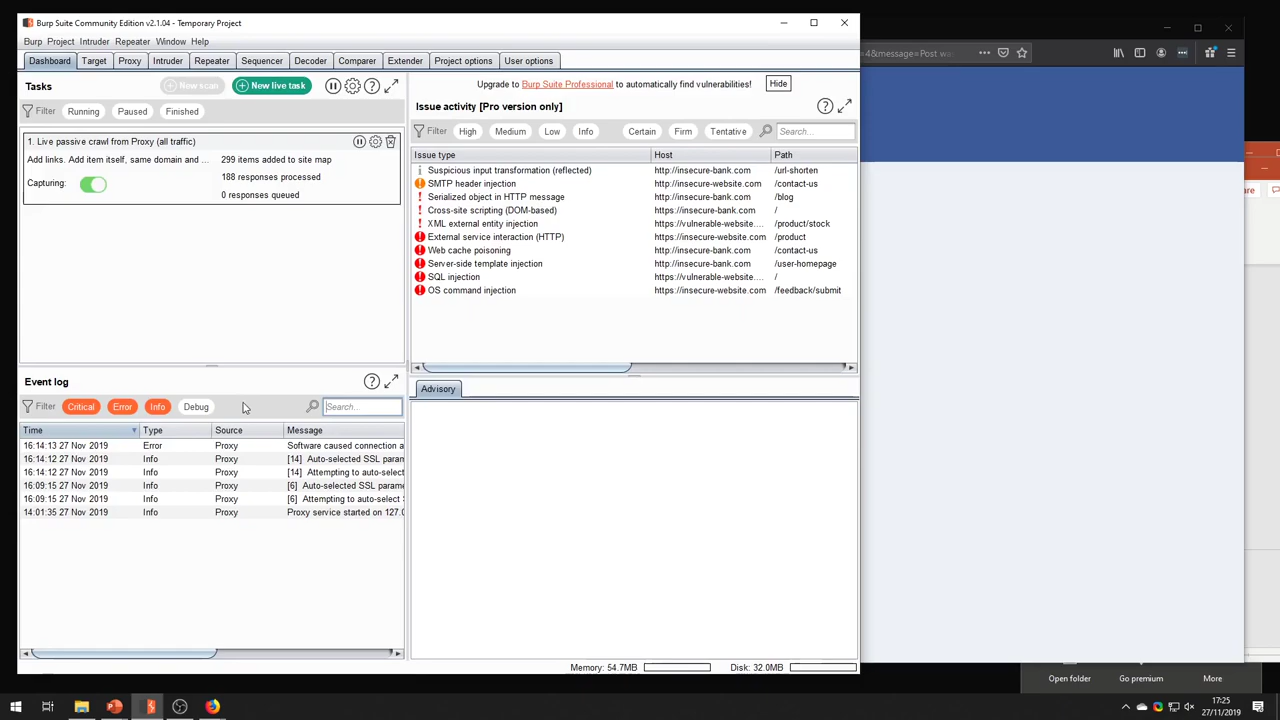 Burp Suite Community Edition v2.1.04 - Temporary Project
Burp Project Intruder Repeater Window Help
Dashboard Target Proxy Intruder Repeater Sequencer Decoder Comparer Extender Project options User options
Tasks
New scan
New live task
Filter Running Paused Finished
1. Live passive crawl from Proxy (all traffic)
Add links. Add item itself, same domain and ...
299 items added to site map
188 responses processed
Capturing:
0 responses queued
Upgrade to Burp Suite Professional to automatically find vulnerabilities! Hide
Issue activity [Pro version only]
Filter High Medium Low Info Certain Firm Tentative Search...
Issue type Host Path
Suspicious input transformation (reflected) http://insecure-bank.com /url-shorten
SMTP header injection http://insecure-website.com /contact-us
Serialized object in HTTP message http://insecure-bank.com /blog
Cross-site scripting (DOM-based) https://insecure-bank.com /
XML external entity injection https://vulnerable-website.... /product/stock
External service interaction (HTTP) https://insecure-website.com /product
Web cache poisoning http://insecure-bank.com /contact-us
Server-side template injection http://insecure-bank.com /user-homepage
SQL injection https://vulnerable-website.... /
OS command injection https://insecure-website.com /feedback/submit
Event log
Filter Critical Error Info Debug Search...
Time Type Source Message
16:14:13 27 Nov 2019 Error Proxy Software caused connection a
16:14:12 27 Nov 2019 Info Proxy [14] Auto-selected SSL param
16:14:12 27 Nov 2019 Info Proxy [14] Attempting to auto-select
16:09:15 27 Nov 2019 Info Proxy [6] Auto-selected SSL parame
16:09:15 27 Nov 2019 Info Proxy [6] Attempting to auto-select
14:01:35 27 Nov 2019 Info Proxy Proxy service started on 127.0
Advisory
Memory: 54.7MB Disk: 32.0MB
=4&message=Post was
Open folder Go premium More
17:25
27/11/2019